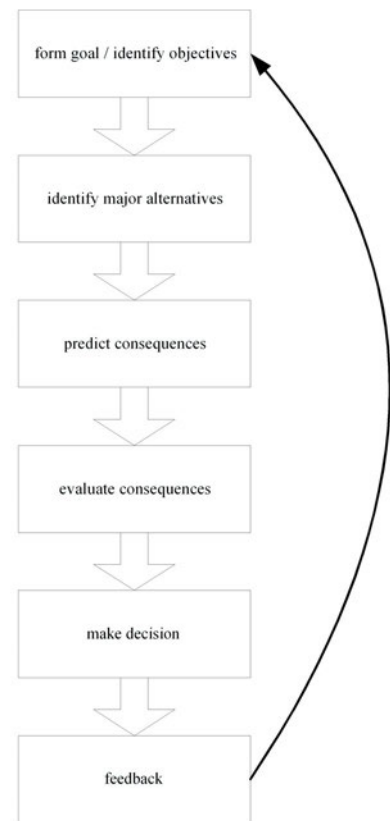 form goal / identify objectives
identify major alternatives
predict consequences
evaluate consequences
make decision
feedback